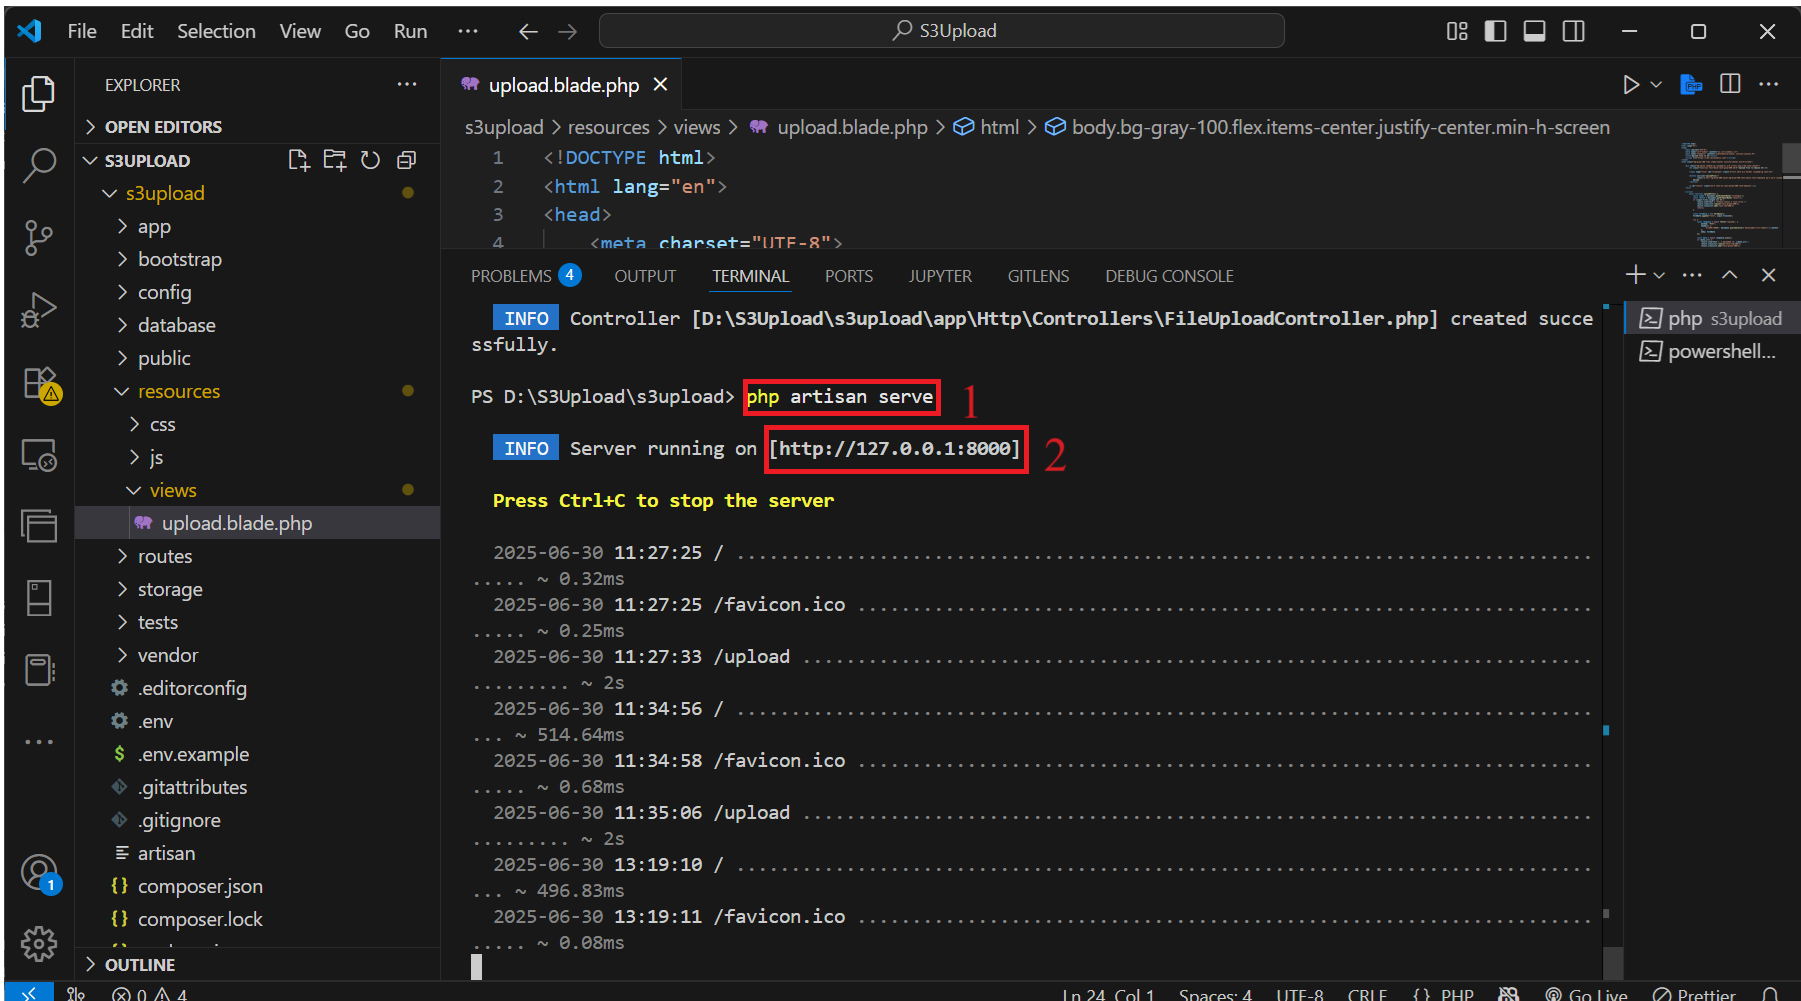 File Edit Selection View Go Run ··· S3Upload
EXPLORER ···
OPEN EDITORS
S3UPLOAD
s3upload
app
bootstrap
config
database
public
resources
css
js
views
upload.blade.php
routes
storage
tests
vendor
.editorconfig
.env
$ .env.example
.gitattributes
.gitignore
artisan
{} composer.json
{} composer.lock
OUTLINE
1
upload.blade.php
s3upload > resources > views > upload.blade.php > html > body.bg-gray-100.flex.items-center.justify-center.min-h-screen
1 <!DOCTYPE html>
2 <html lang="en">
3 <head>
4 <meta charset="UTF-8">
PROBLEMS 4 OUTPUT TERMINAL PORTS JUPYTER GITLENS DEBUG CONSOLE
INFO Controller [D:\S3Upload\s3upload\app\Http\Controllers\FileUploadController.php] created succe
ssfully.
PS D:\S3Upload\s3upload> php artisan serve 1
INFO Server running on [http://127.0.0.1:8000] 2
Press Ctrl+C to stop the server
2025-06-30 11:27:25 / ..............................................................................
..... ~ 0.32ms
2025-06-30 11:27:25 /favicon.ico ...................................................................
..... ~ 0.25ms
2025-06-30 11:27:33 /upload ........................................................................
......... ~ 2s
2025-06-30 11:34:56 / ..............................................................................
... ~ 514.64ms
2025-06-30 11:34:58 /favicon.ico ...................................................................
..... ~ 0.68ms
2025-06-30 11:35:06 /upload ........................................................................
......... ~ 2s
2025-06-30 13:19:10 / ..............................................................................
... ~ 496.83ms
2025-06-30 13:19:11 /favicon.ico ...................................................................
..... ~ 0.08ms
php s3upload
powershell...
0 4 Ln 24, Col 1 Spaces: 4 UTF-8 CRLF {} PHP Go Live Prettier